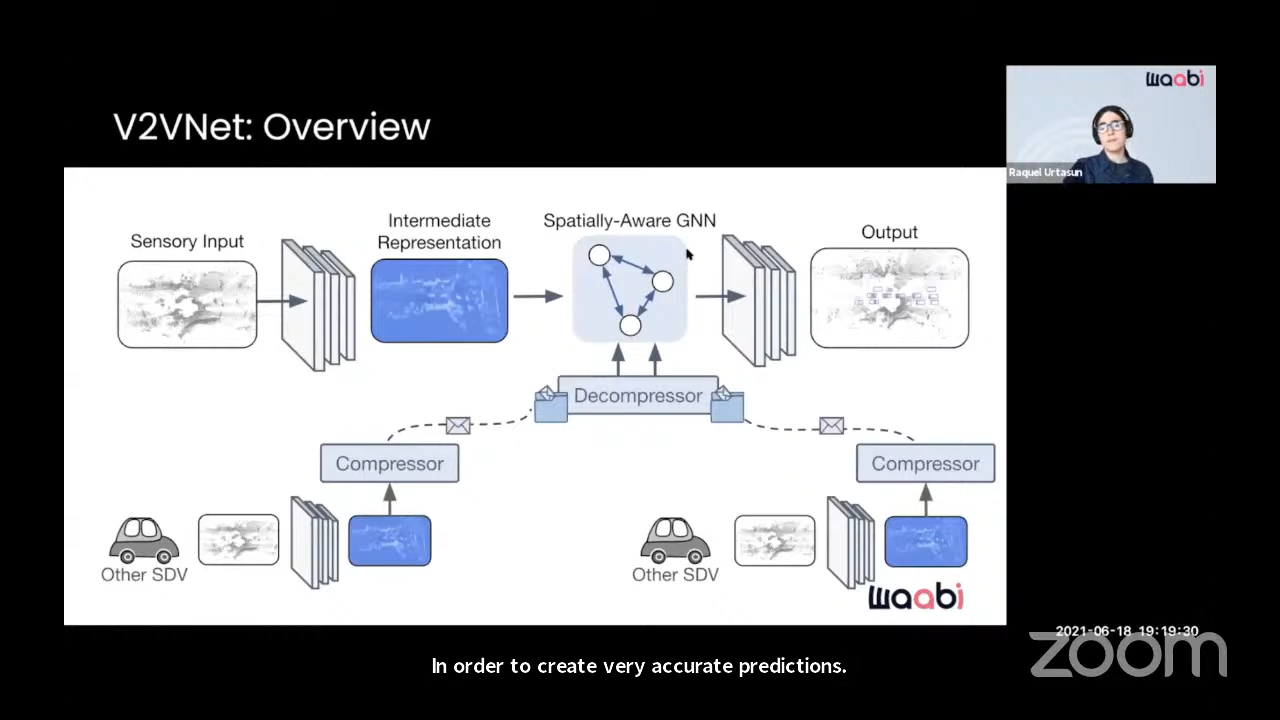 V2VNet: Overview
waabi
Raquel Urtasun
Sensory Input
Intermediate
Representation
Spatially-Aware GNN
Output
Decompressor
Compressor
Compressor
Other SDV
Other SDV
waabi
2021-06-18 19:19:30
zoom
In order to create very accurate predictions.